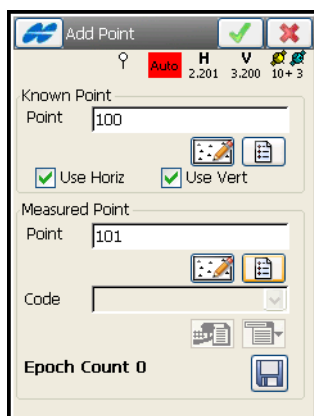 Add Point
Auto H V
2.201 3.200 10+3
Known Point
Point 100
Use Horiz Use Vert
Measured Point
Point 101
Code
Epoch Count 0